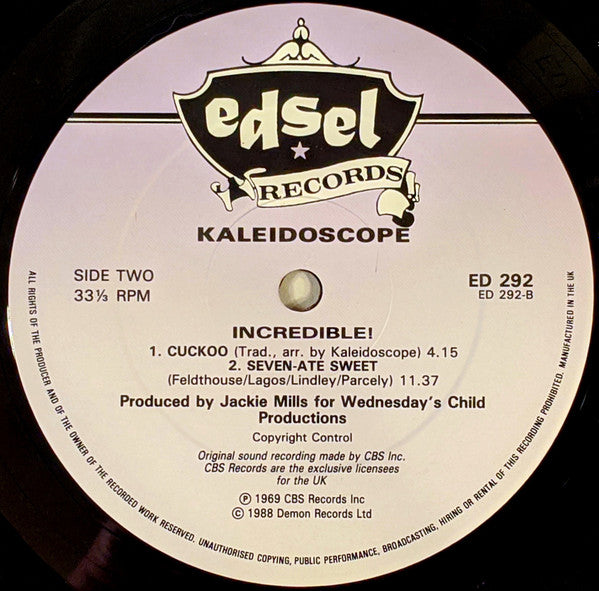 edsel
RECORDS
KALEIDOSCOPE
SIDE TWO
33⅓ RPM
ED 292
ED 292-B
INCREDIBLE!
1. CUCKOO (Trad., arr. by Kaleidoscope) 4.15
2. SEVEN-ATE SWEET
(Feldthouse/Lagos/Lindley/Parcely) 11.37
Produced by Jackie Mills for Wednesday's Child
Productions
Copyright Control
Original sound recording made by CBS Inc.
CBS Records are the exclusive licensees
for the UK
Ⓟ 1969 CBS Records Inc
© 1988 Demon Records Ltd
ALL RIGHTS OF THE PRODUCER AND OF THE OWNER OF THE RECORDED WORK RESERVED. UNAUTHORISED COPYING, PUBLIC PERFORMANCE, BROADCASTING, HIRING OR RENTAL OF THIS RECORDING PROHIBITED. MANUFACTURED IN THE UK